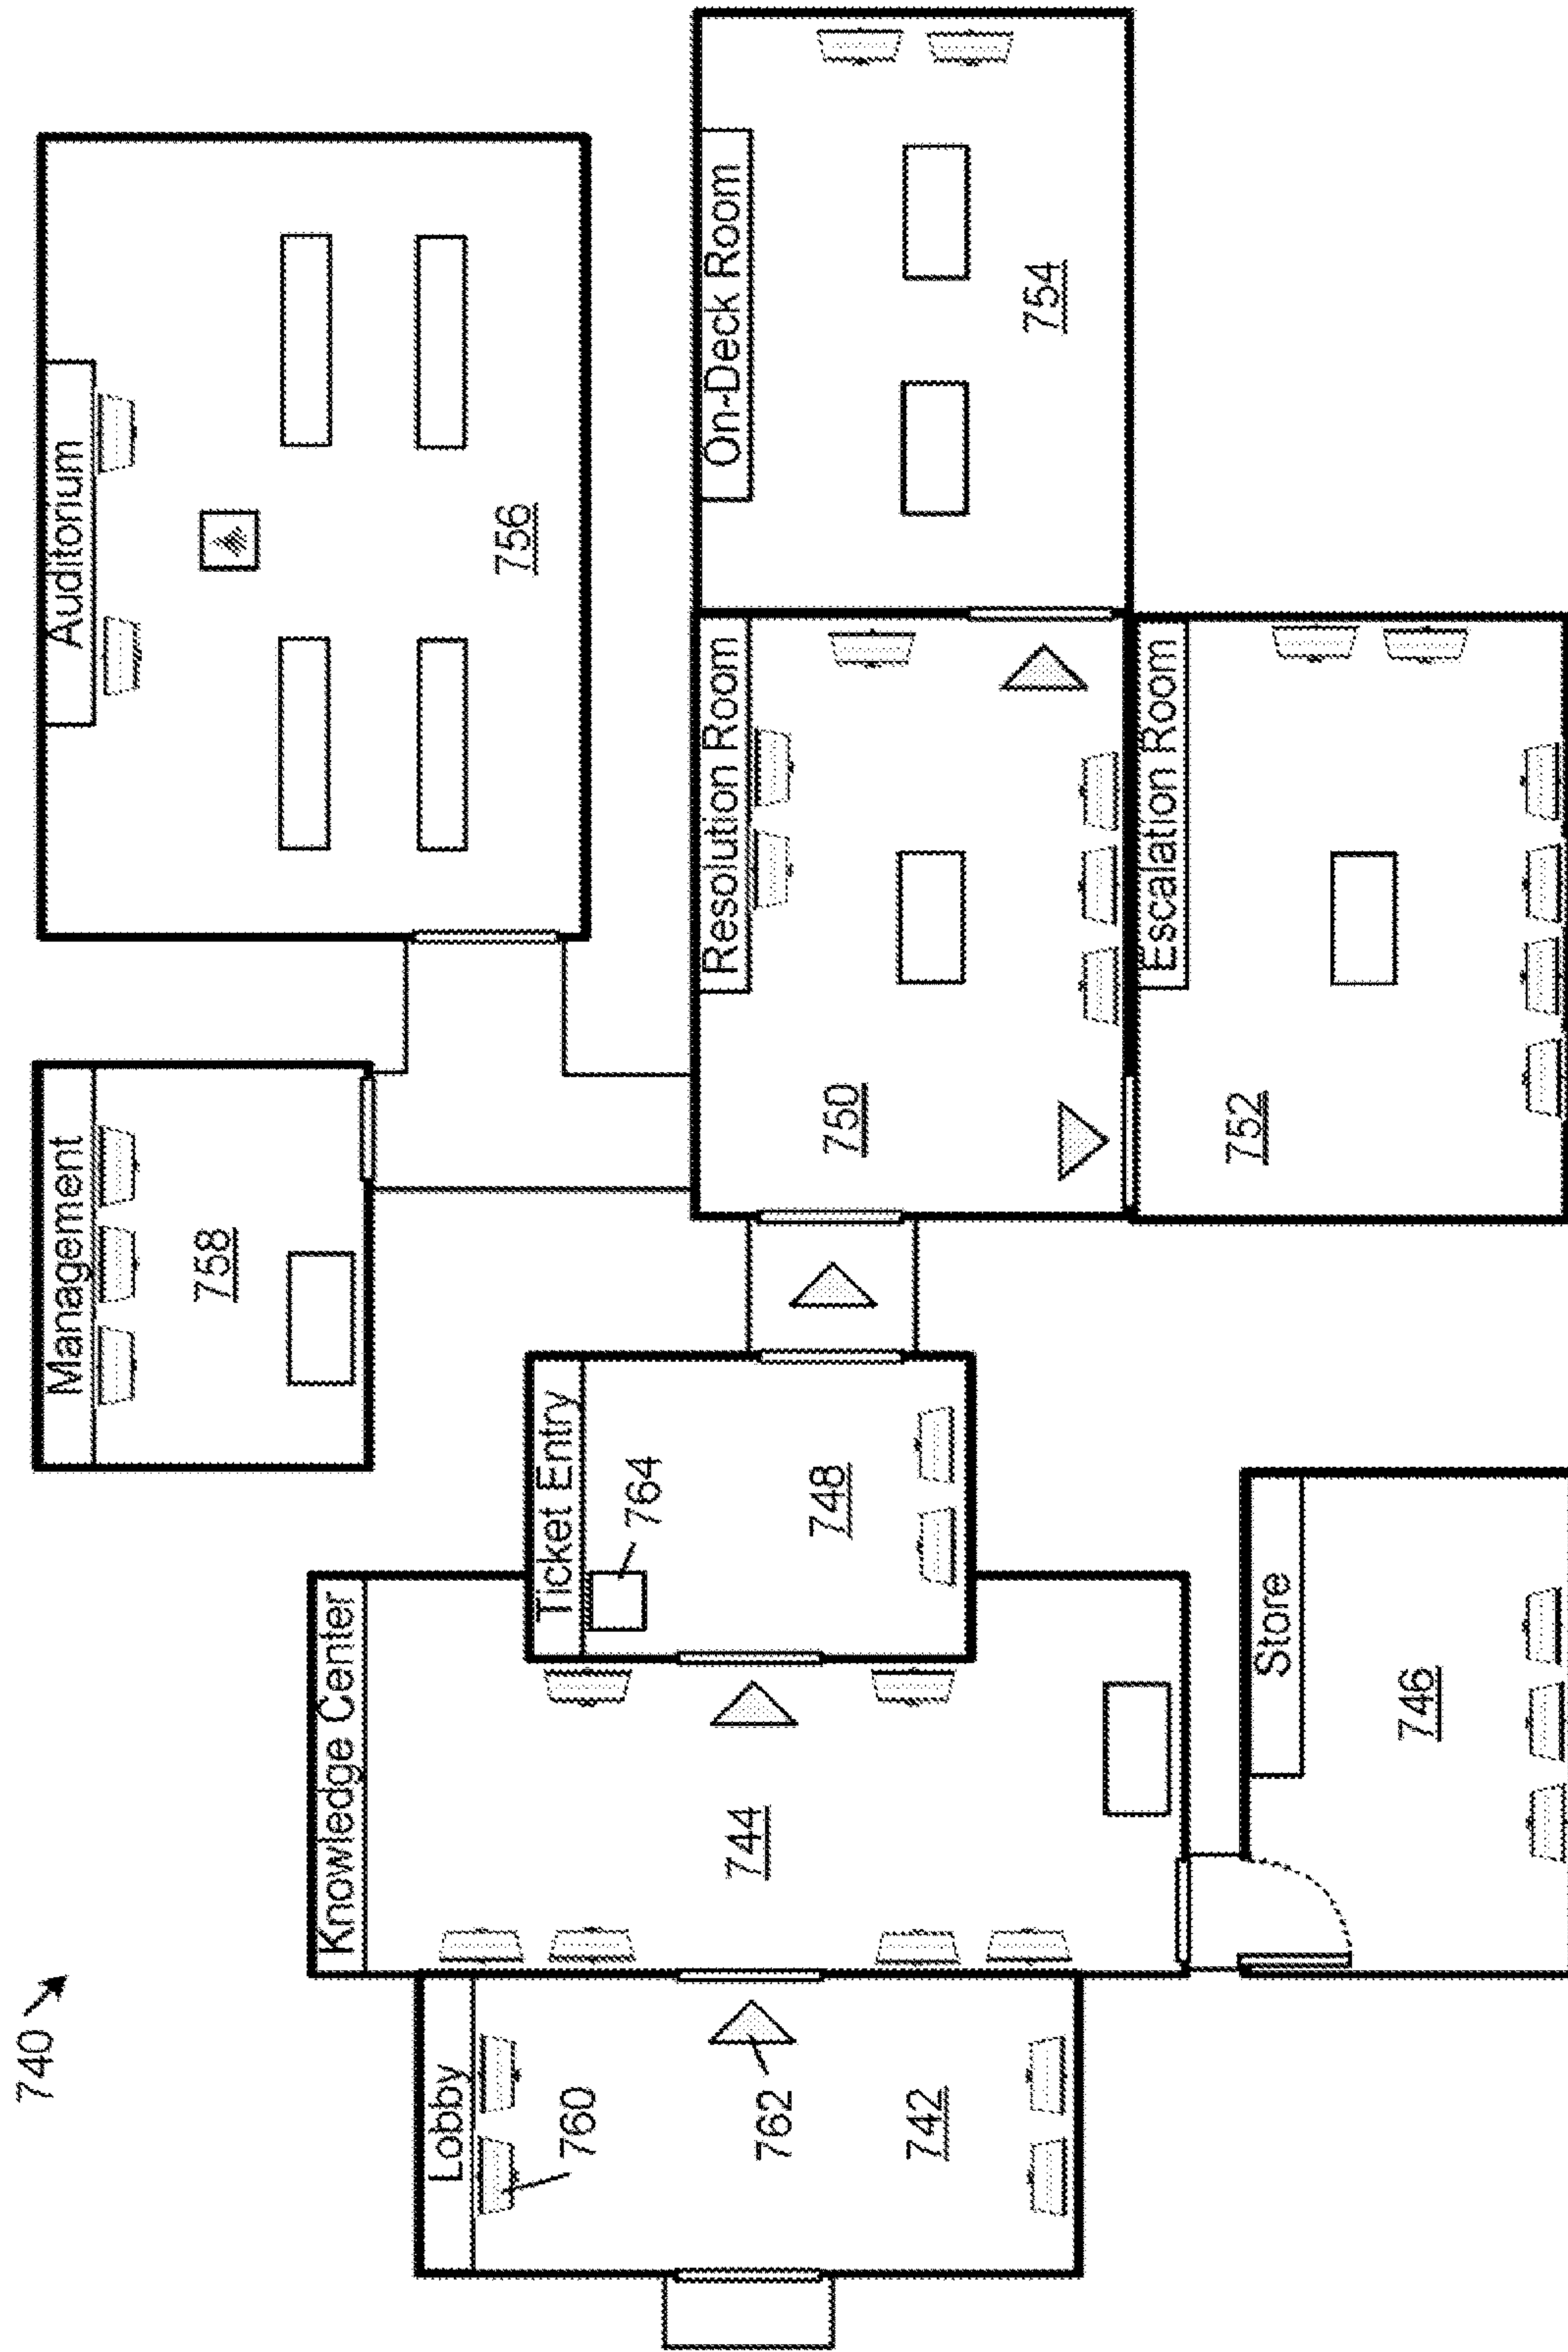 740
Management
758
Auditorium
756
Knowledge Center
744
Ticket Entry
764
748
Lobby
760
762
742
Resolution Room
750
On-Deck Room
754
Store
746
Escalation Room
752